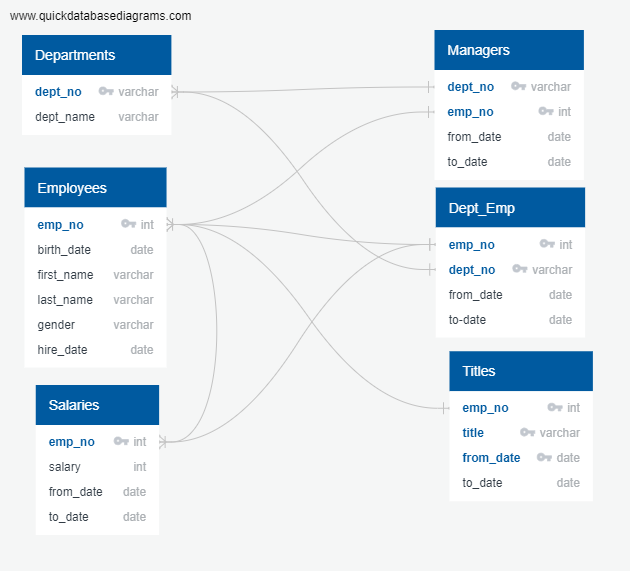 www.quickdatabasediagrams.com
Departments
dept_no varchar
dept_name varchar
Employees
emp_no int
birth_date date
first_name varchar
last_name varchar
gender varchar
hire_date date
Salaries
emp_no int
salary int
from_date date
to_date date
Managers
dept_no varchar
emp_no int
from_date date
to_date date
Dept_Emp
emp_no int
dept_no varchar
from_date date
to-date date
Titles
emp_no int
title varchar
from_date date
to_date date